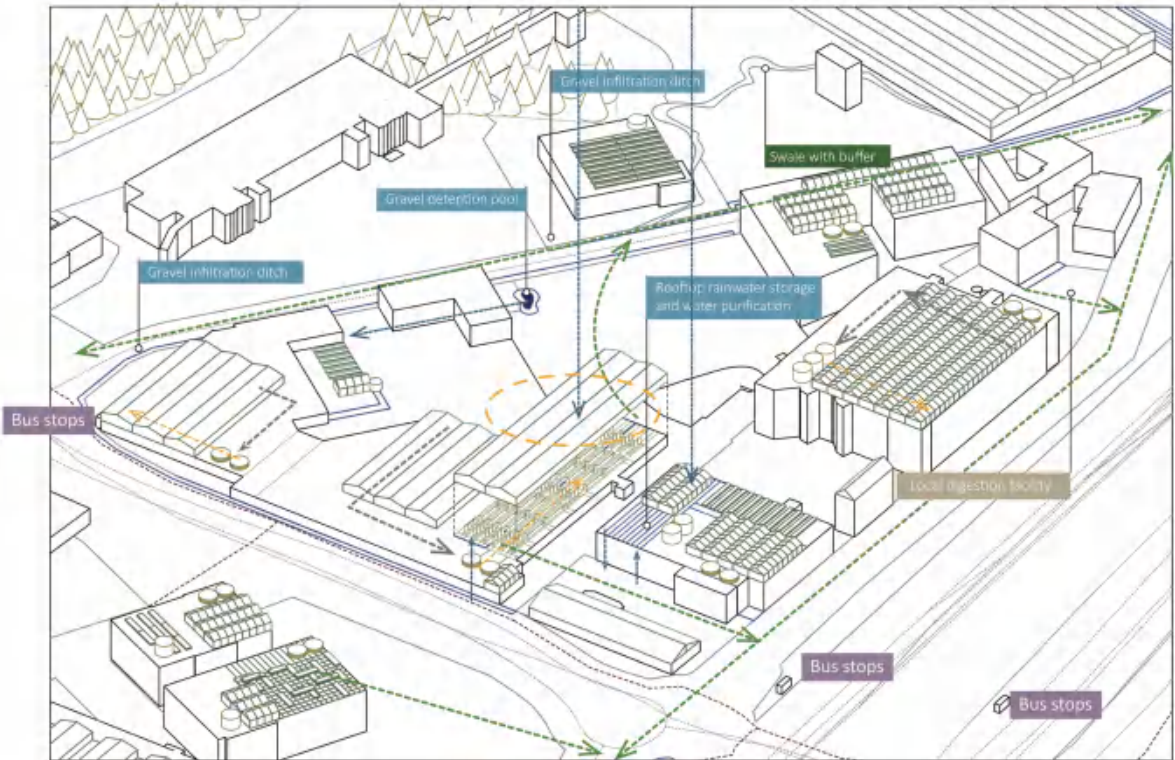 Gravel infiltration ditch
Swale with buffer
Gravel detention pool
Gravel infiltration ditch
Rooftop rainwater storage
and water purification
Bus stops
Local digestion facility
Bus stops
Bus stops